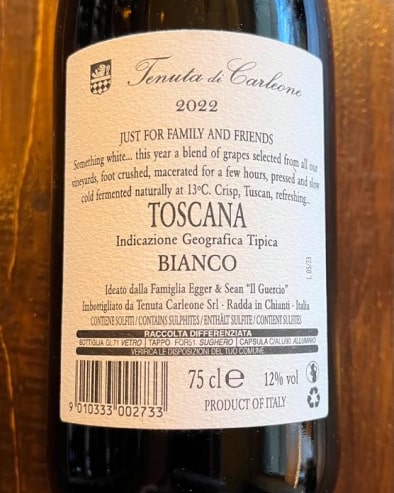 Tenuta di Carleone
2022
JUST FOR FAMILY AND FRIENDS
Something white... this year a blend of grapes selected from all our
vineyards, foot crushed, macerated for a few hours, pressed and slow
cold fermented naturally at 13ºC. Crisp, Tuscan, refreshing...
TOSCANA
Indicazione Geografica Tipica
BIANCO
L 05/23
Ideato dalla Famiglia Egger & Sean "Il Guercio"
Imbottigliato da Tenuta Carleone Srl - Radda in Chianti - Italia
CONTIENE SOLFITI / CONTAINS SULPHITES / ENTHÄLT SULFITE / CONTIENT SULFITES
RACCOLTA DIFFERENZIATA
BOTTIGLIA GL71 VETRO | TAPPO FOR51 SUGHERO | CAPSULA C/ALU90 ALLUMINIO
VERIFICA LE DISPOSIZIONI DEL TUO COMUNE
75 cl e 12% vol
9 010333 002733
PRODUCT OF ITALY